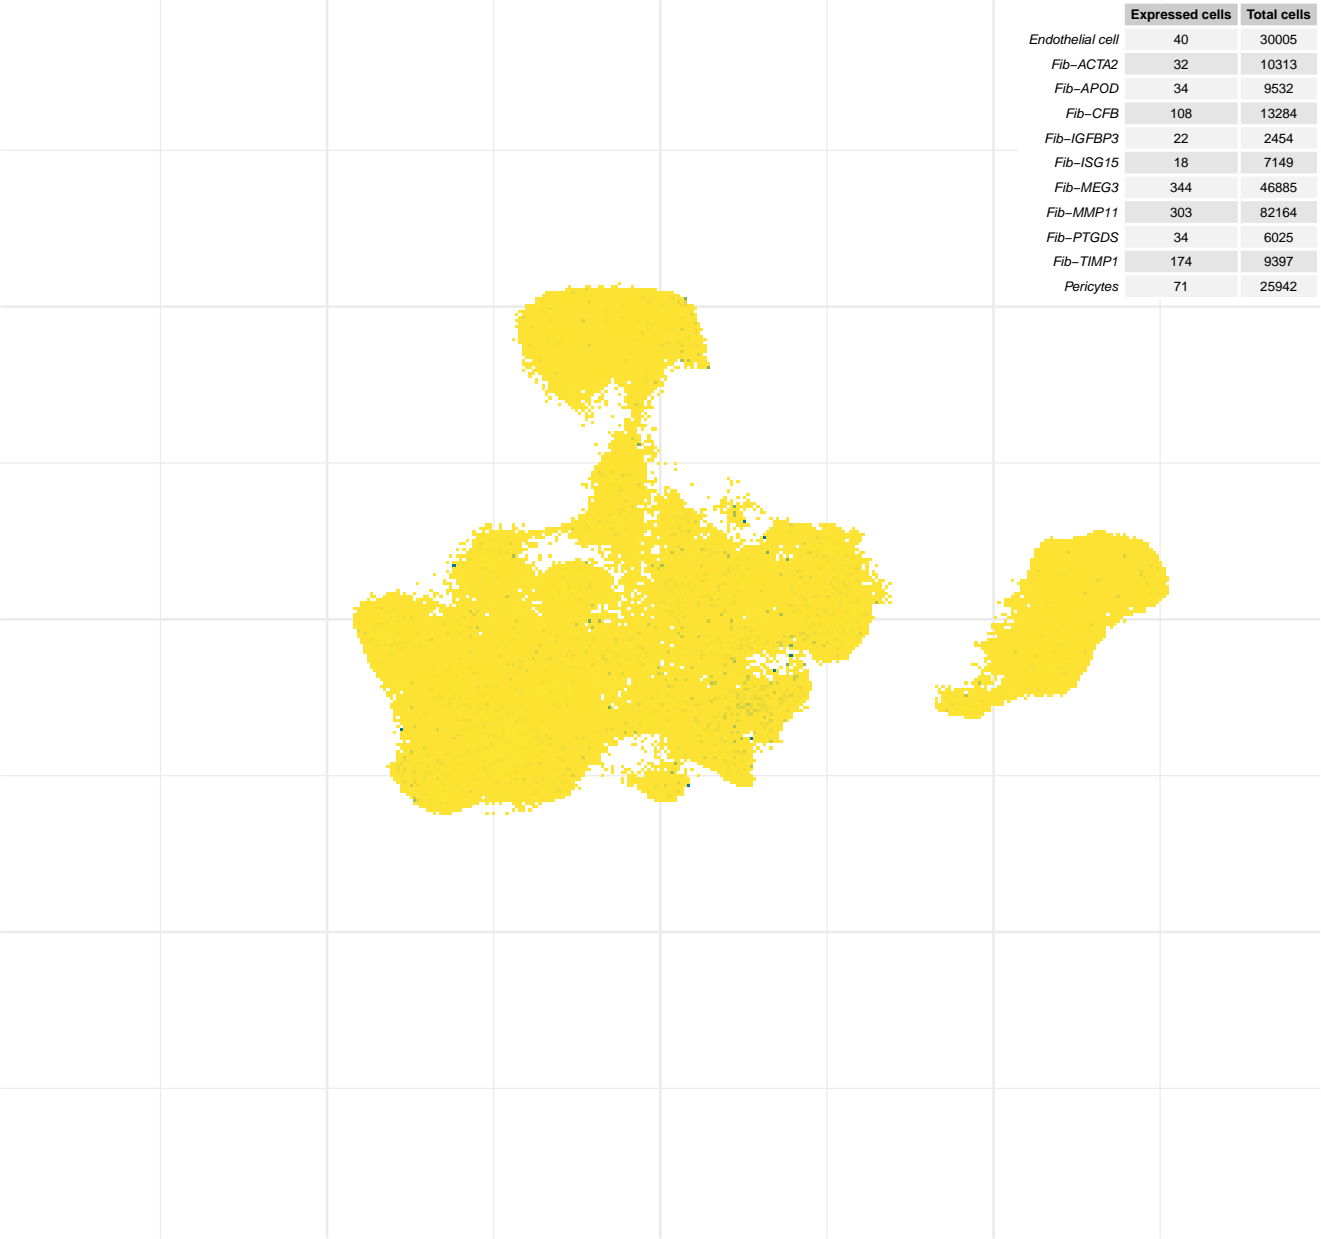 Expressed cells Total cells
Endothelial cell 40 30005
Fib−ACTA2 32 10313
Fib−APOD 34 9532
Fib−CFB 108 13284
Fib−IGFBP3 22 2454
Fib−ISG15 18 7149
Fib−MEG3 344 46885
Fib−MMP11 303 82164
Fib−PTGDS 34 6025
Fib−TIMP1 174 9397
Pericytes 71 25942